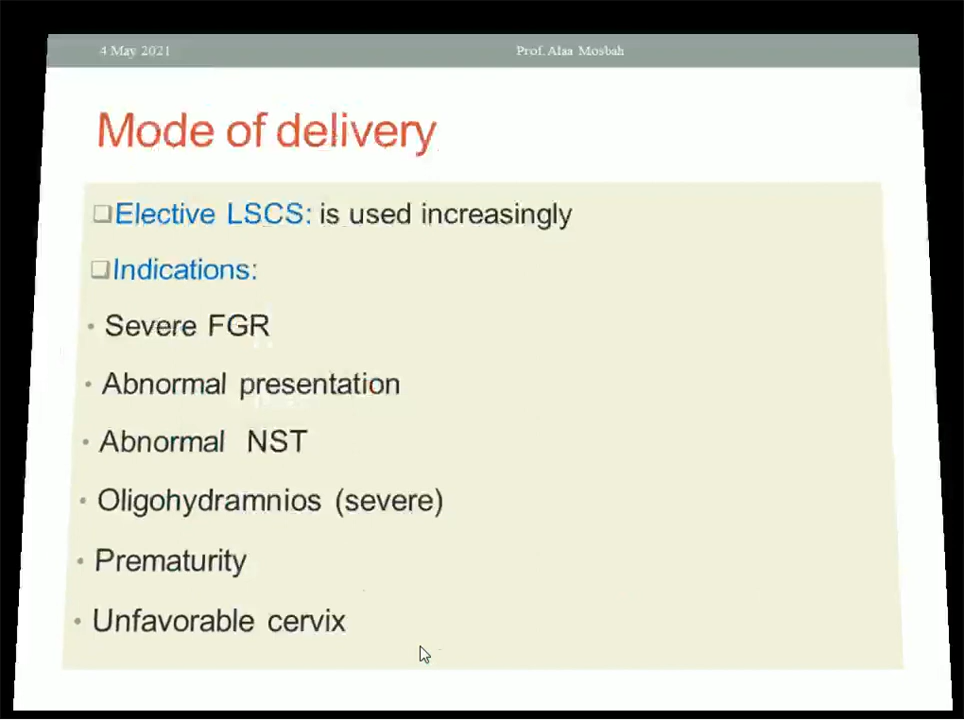 4 May 2021 Prof. Alaa Mosbah
Mode of delivery
Elective LSCS: is used increasingly
Indications:
• Severe FGR
• Abnormal presentation
• Abnormal NST
• Oligohydramnios (severe)
• Prematurity
• Unfavorable cervix